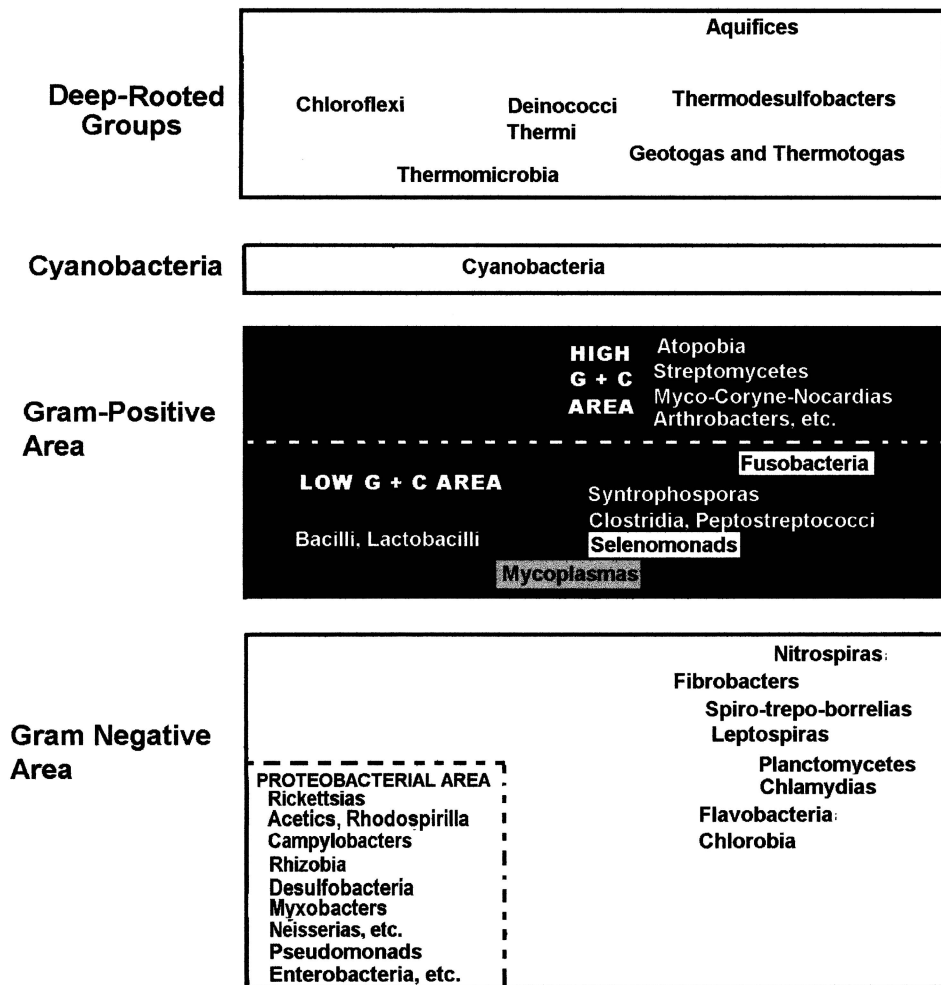 Deep-Rooted
Groups
Aquifices
Chloroflexi
Deinococci
Thermi
Thermodesulfobacters
Geotogas and Thermotogas
Thermomicrobia
Cyanobacteria
Cyanobacteria
Gram-Positive
Area
HIGH
G + C
AREA
Atopobia
Streptomycetes
Myco-Coryne-Nocardias
Arthrobacters, etc.
Fusobacteria
LOW G + C AREA
Syntrophosporas
Clostridia, Peptostreptococci
Bacilli, Lactobacilli
Selenomonads
Mycoplasmas
Gram Negative
Area
Nitrospiras
Fibrobacters
Spiro-trepo-borrelias
Leptospiras
Planctomycetes
Chlamydias
Flavobacteria
Chlorobia
PROTEOBACTERIAL AREA
Rickettsias
Acetics, Rhodospirilla
Campylobacters
Rhizobia
Desulfobacteria
Myxobacters
Neisserias, etc.
Pseudomonads
Enterobacteria, etc.